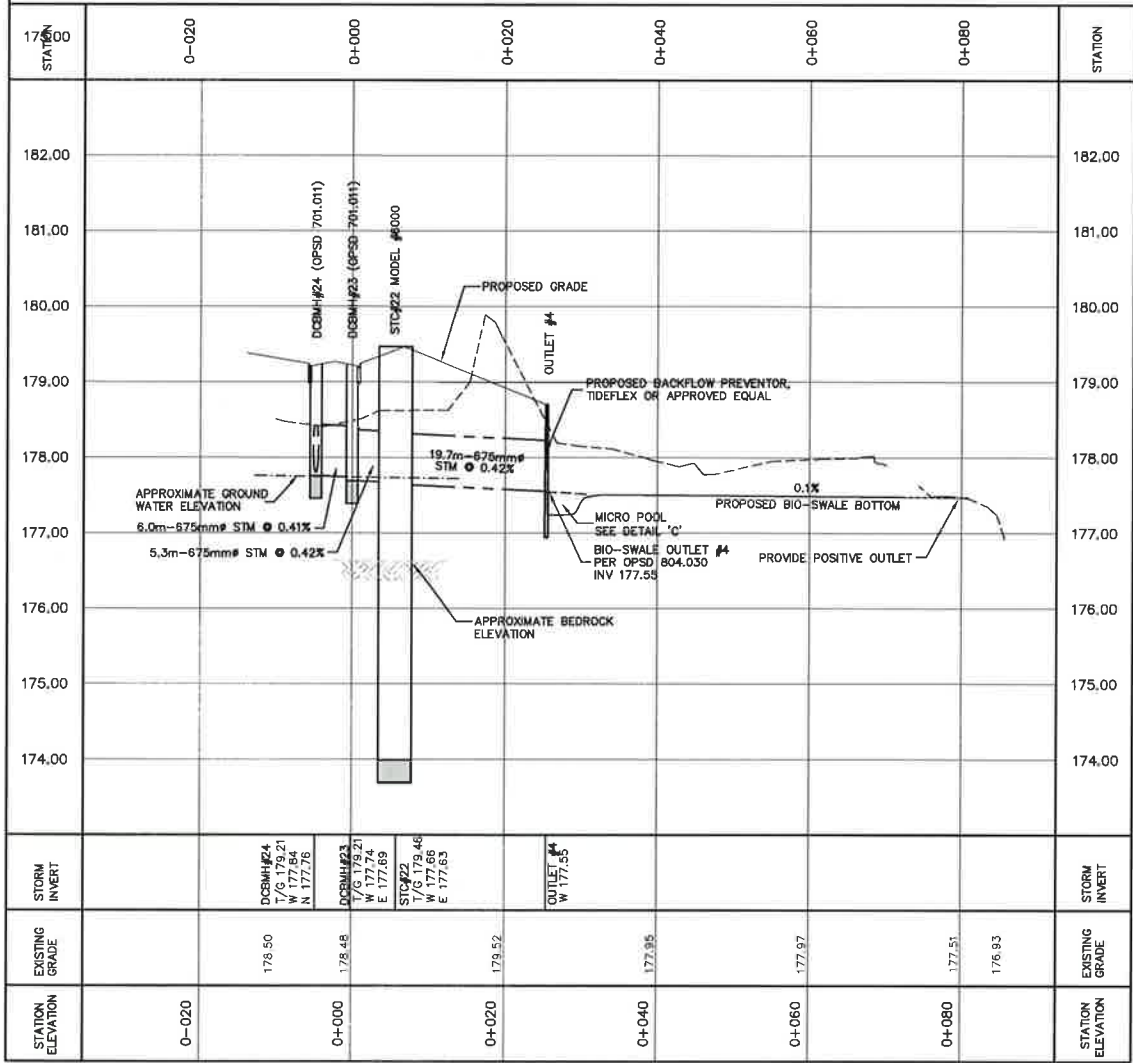 175.00
STATION
0-020
0+000
0+020
0+040
0+060
0+080
STATION
182.00
182.00
181.00
181.00
180.00
180.00
179.00
179.00
178.00
178.00
177.00
177.00
176.00
176.00
175.00
175.00
174.00
174.00
DCBMH#24 (OPSD 701.011)
DCBMH#23 (OPSD 701.011)
STC#22 MODEL #6000
PROPOSED GRADE
OUTLET #4
PROPOSED BACKFLOW PREVENTOR,
TIDEFLEX OR APPROVED EQUAL
19.7m-675mmø
STM @ 0.42%
APPROXIMATE GROUND
WATER ELEVATION
6.0m-675mmø STM @ 0.41%
5.3m-675mmø STM @ 0.42%
0.1%
PROPOSED BIO-SWALE BOTTOM
MICRO POOL
SEE DETAIL 'C'
BIO-SWALE OUTLET #4
PER OPSD 804.030
INV 177.55
PROVIDE POSITIVE OUTLET
APPROXIMATE BEDROCK
ELEVATION
STORM
INVERT
DCBMH#24
T/G 179.21
W 177.84
N 177.76
DCBMH#23
T/G 179.21
W 177.74
E 177.69
STC#22
T/G 179.46
W 177.66
E 177.63
OUTLET #4
W 177.55
STORM
INVERT
EXISTING
GRADE
178.50
178.48
179.52
177.95
177.97
177.51
176.93
EXISTING
GRADE
STATION
ELEVATION
0-020
0+000
0+020
0+040
0+060
0+080
STATION
ELEVATION